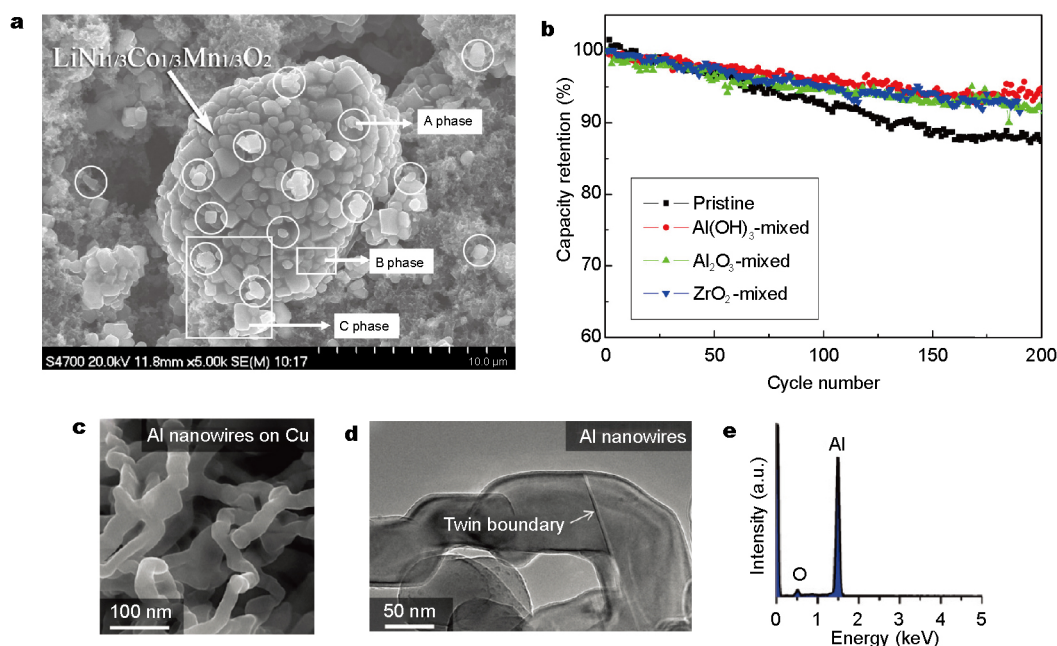 a
LiNi1/3Co1/3Mn1/3O2
A phase
B phase
C phase
S4700 20.0kV 11.8mm x5.00k SE(M) 10:17
10.0 µm
b
Capacity retention (%)
100
90
80
70
60
0
50
100
150
200
Cycle number
Pristine
Al(OH)3-mixed
Al2O3-mixed
ZrO2-mixed
c
Al nanowires on Cu
100 nm
d
Al nanowires
Twin boundary
50 nm
e
Intensity (a.u.)
Al
O
0 1 2 3 4 5
Energy (keV)